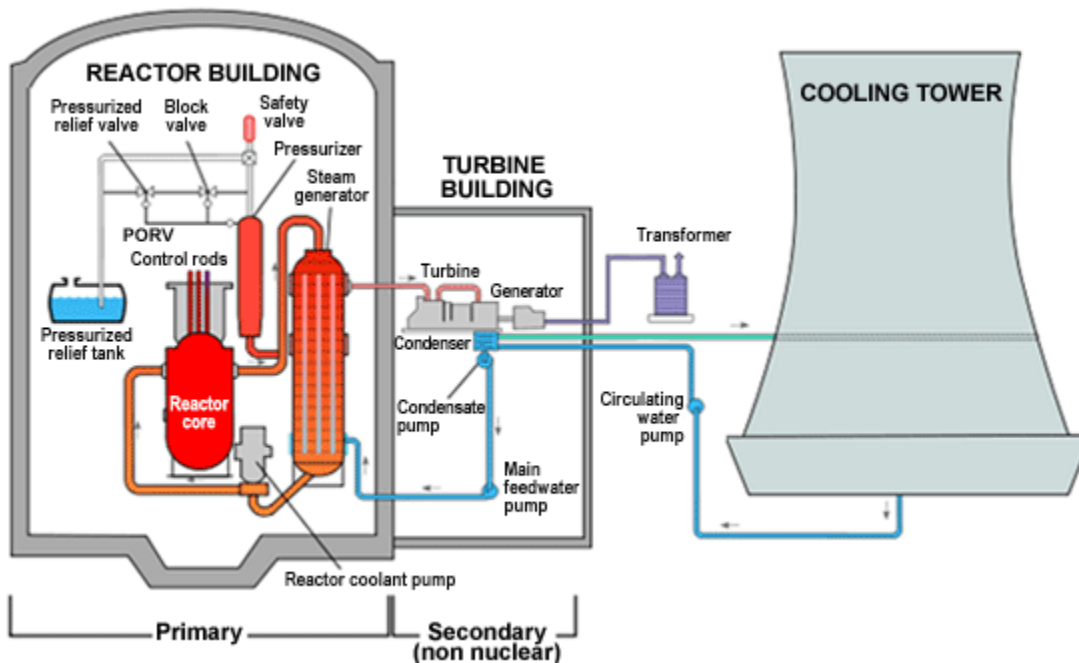 REACTOR BUILDING
Pressurized
relief valve
Block
valve
Safety
valve
Pressurizer
Steam
generator
PORV
Control rods
Pressurized
relief tank
Reactor
core
Reactor coolant pump
TURBINE
BUILDING
Turbine
Generator
Condenser
Condensate
pump
Main
feedwater
pump
Transformer
COOLING TOWER
Circulating
water
pump
Primary
Secondary
(non nuclear)